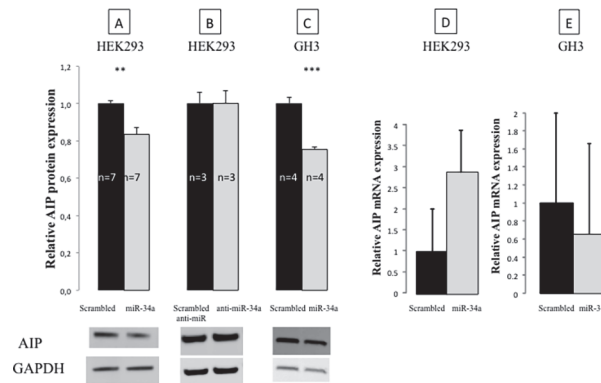 A
HEK293
B
HEK293
C
GH3
D
HEK293
E
GH3
Relative AIP protein expression
1,2
1,0
0,8
0,6
0,4
0,2
0,0
**
***
n=7
n=7
n=3
n=3
n=4
n=4
Scrambled miR-34a
Scrambled anti-miR-34a
anti-miR
Scrambled miR-34a
Relative AIP mRNA expression
4
3.5
3
2.5
2
1.5
1
0.5
0
Scrambled miR-34a
Relative AIP mRNA expression
2
1.8
1.6
1.4
1.2
1
0.8
0.6
0.4
0.2
0
Scrambled miR-3
AIP
GAPDH